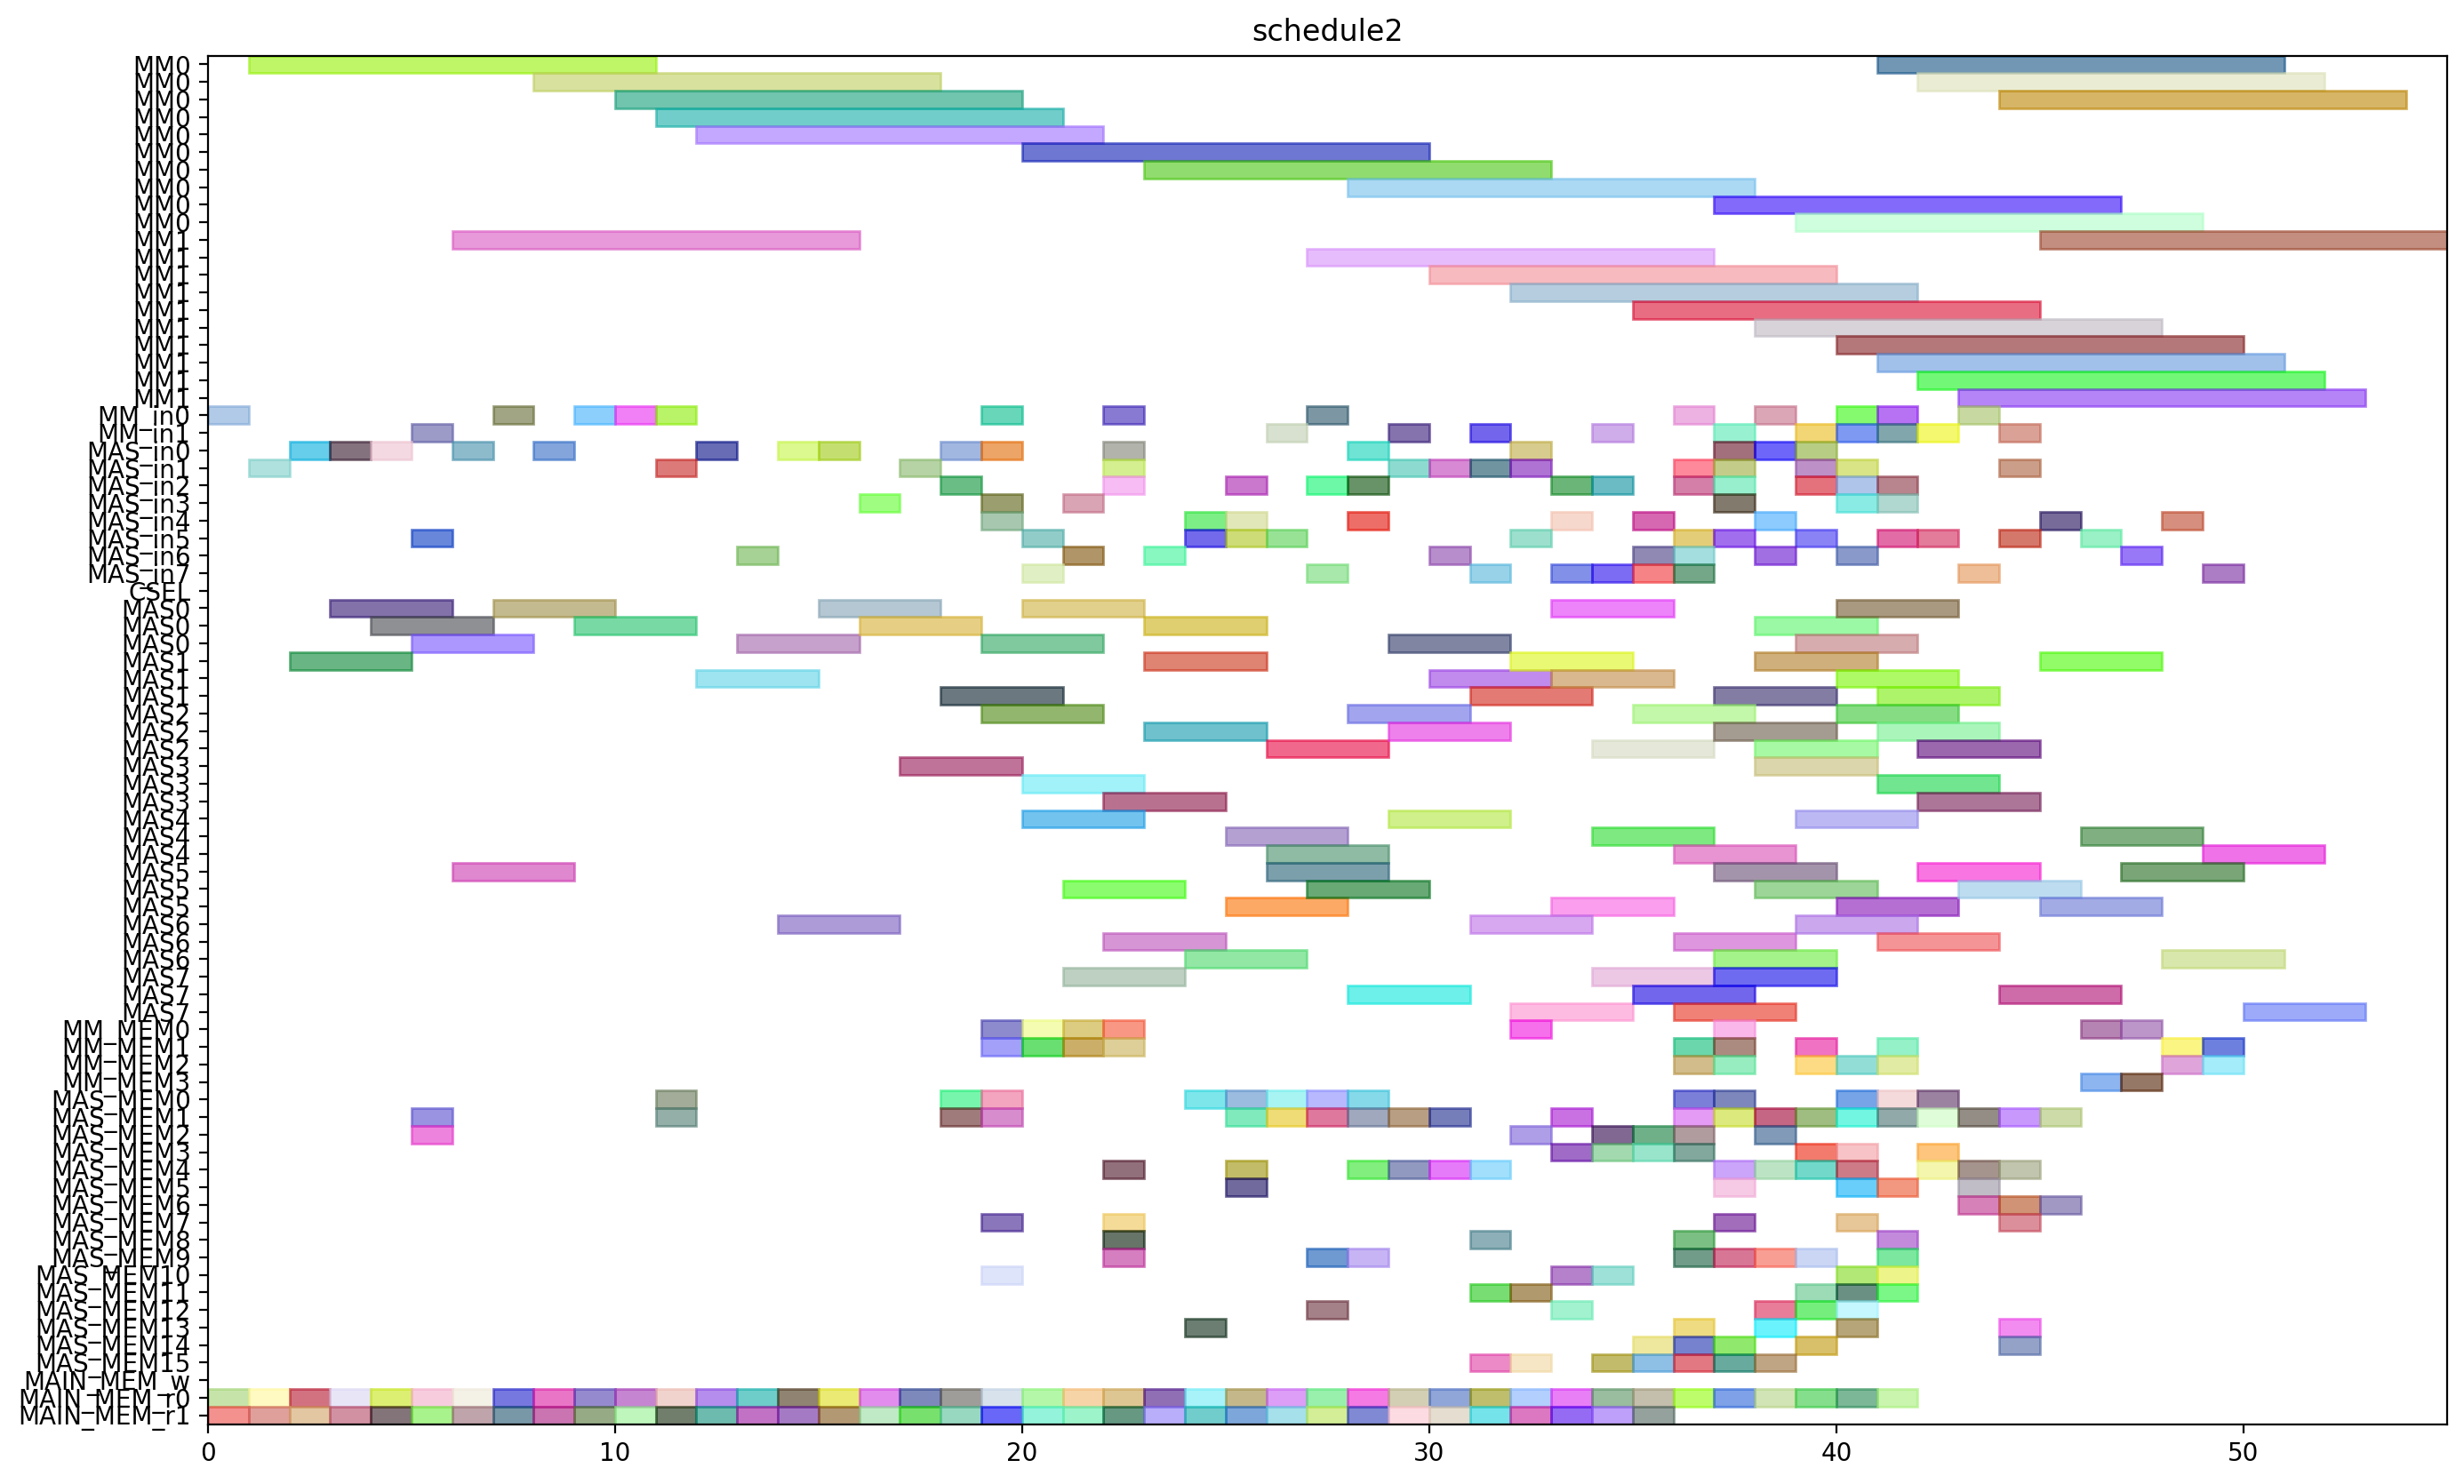 schedule2
MM0
MM0
MM0
MM0
MM0
MM0
MM0
MM0
MM0
MM0
MM1
MM1
MM1
MM1
MM1
MM1
MM1
MM1
MM1
MM1
MM_in0
MM_in1
MAS_in0
MAS_in1
MAS_in2
MAS_in3
MAS_in4
MAS_in5
MAS_in6
MAS_in7
CSEL
MAS0
MAS0
MAS0
MAS1
MAS1
MAS1
MAS2
MAS2
MAS2
MAS3
MAS3
MAS3
MAS4
MAS4
MAS4
MAS5
MAS5
MAS5
MAS6
MAS6
MAS6
MAS7
MAS7
MAS7
MM_MEM0
MM_MEM1
MM_MEM2
MM_MEM3
MAS_MEM0
MAS_MEM1
MAS_MEM2
MAS_MEM3
MAS_MEM4
MAS_MEM5
MAS_MEM6
MAS_MEM7
MAS_MEM8
MAS_MEM9
MAS_MEM10
MAS_MEM11
MAS_MEM12
MAS_MEM13
MAS_MEM14
MAS_MEM15
MAIN_MEM_w
MAIN_MEM_r0
MAIN_MEM_r1
0 10 20 30 40 50